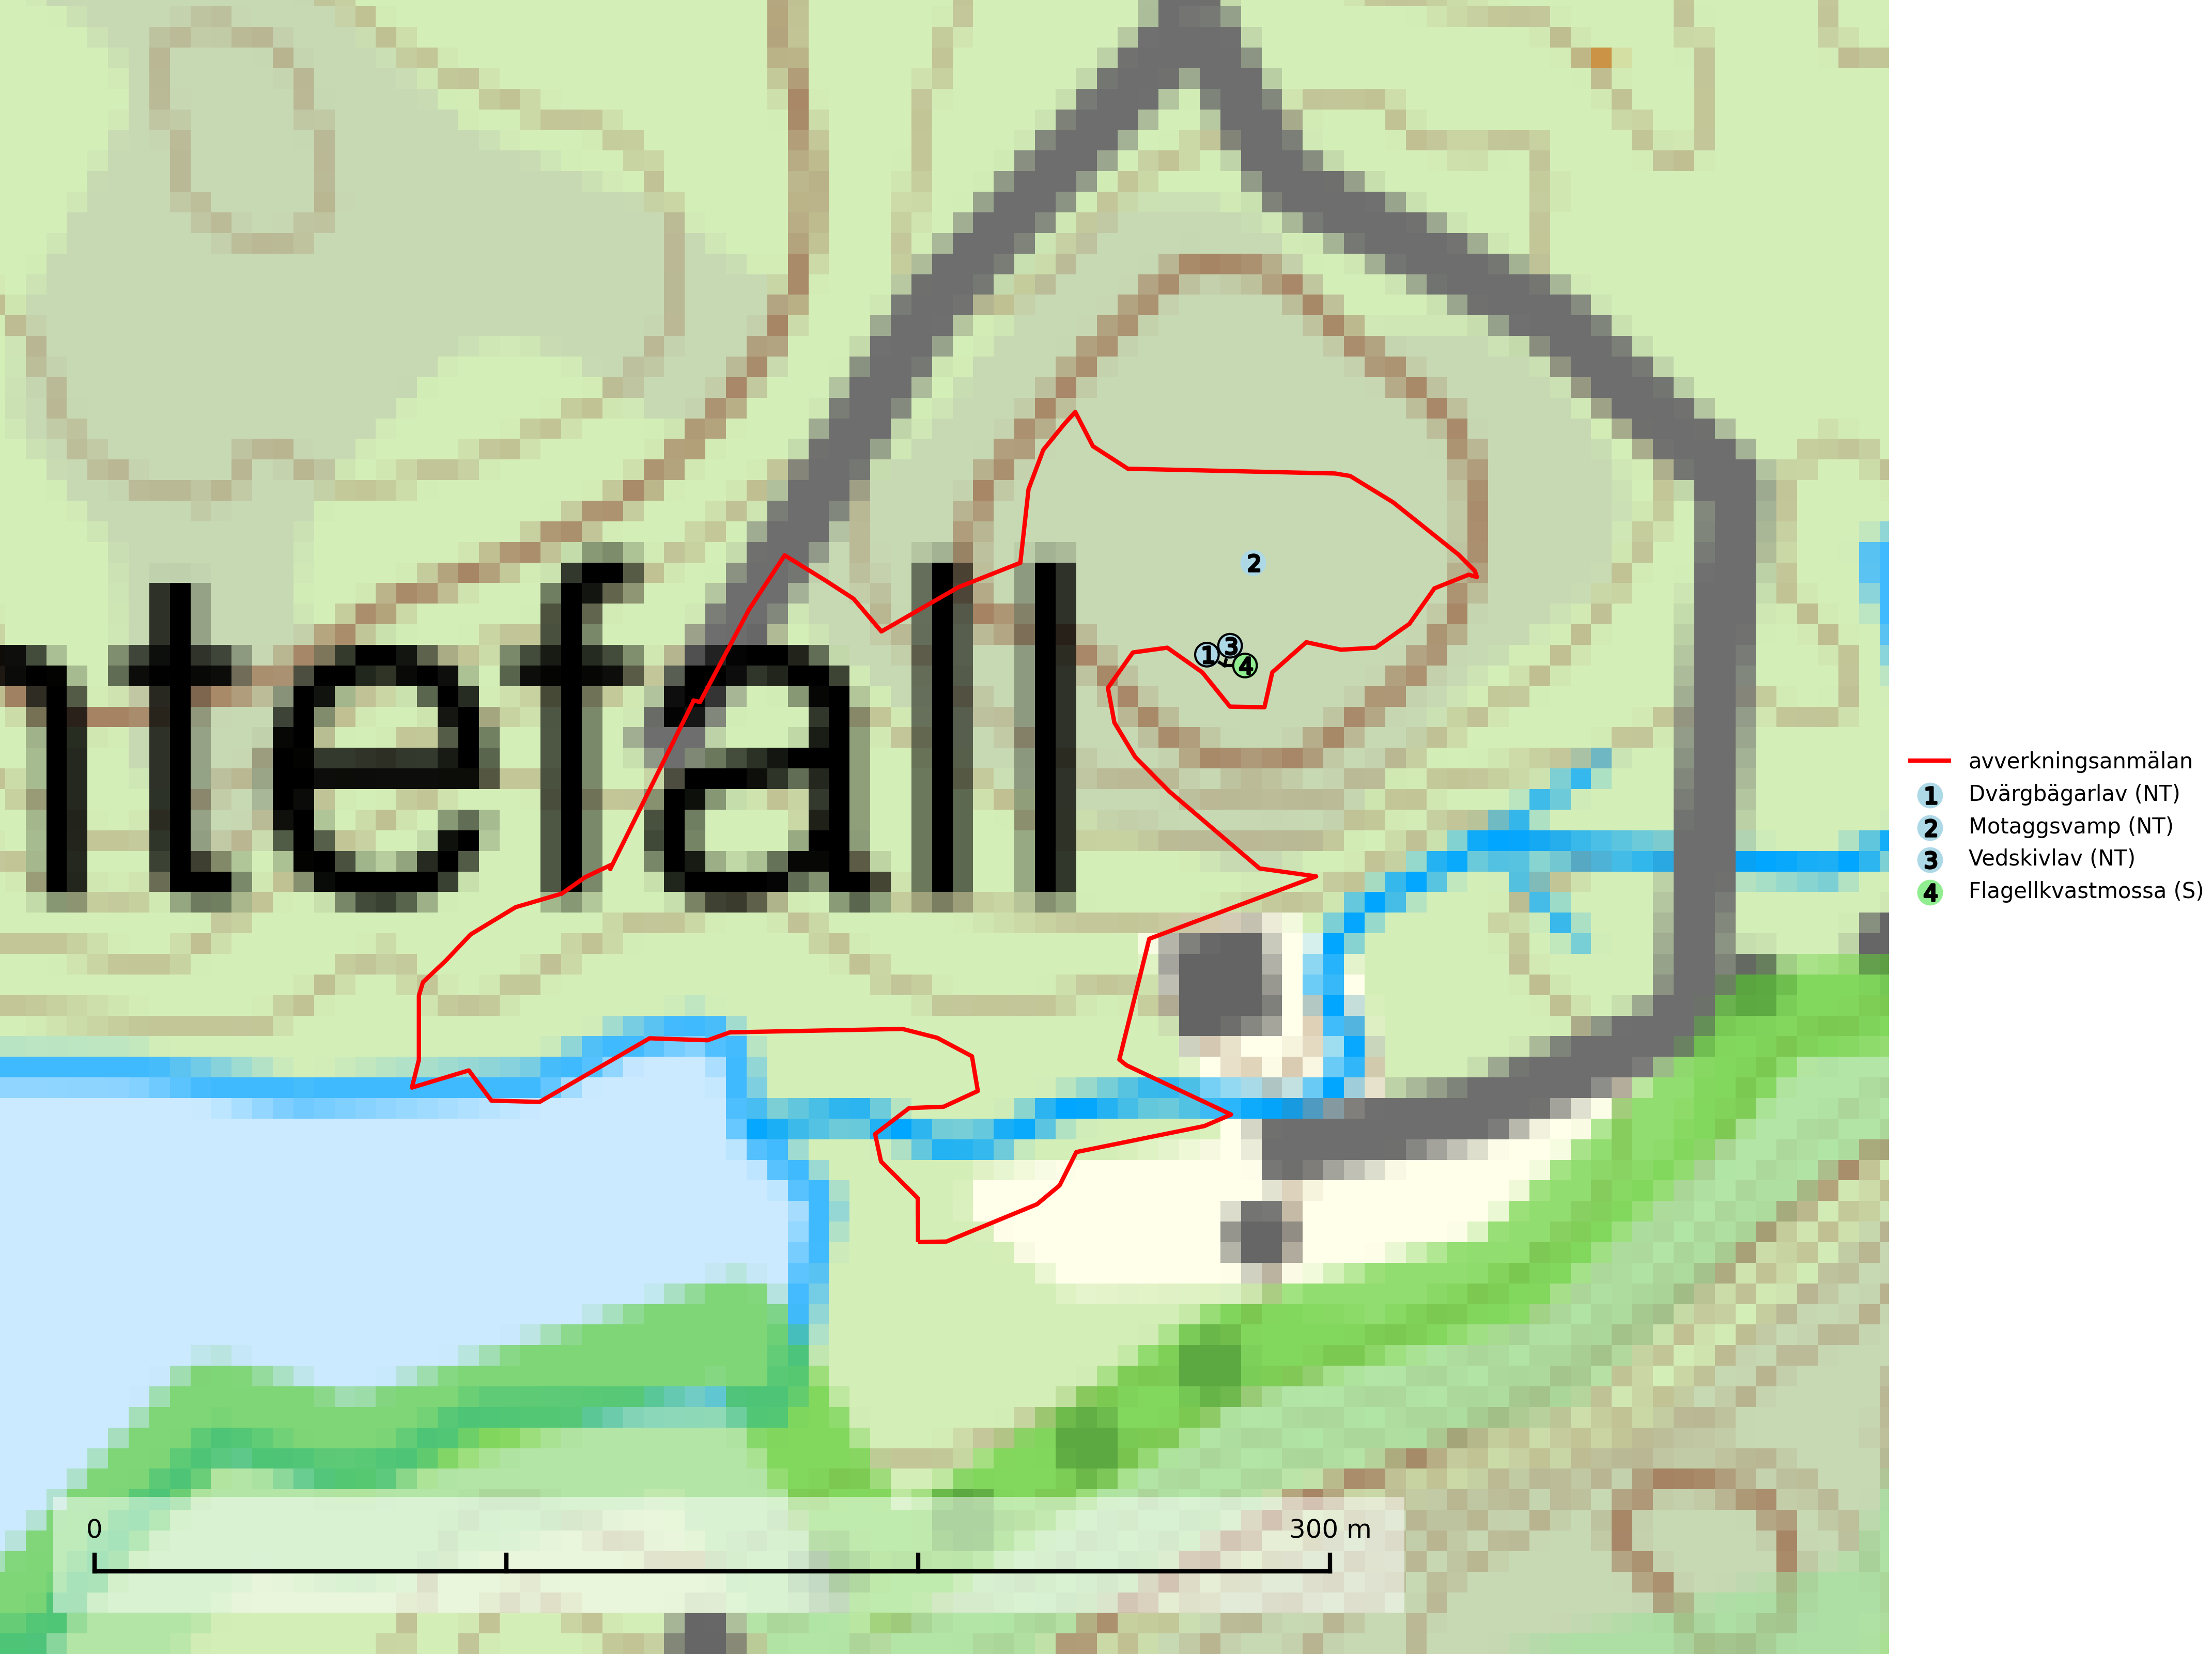 ntefall
2
3
1
4
avverkningsanmälan
1 Dvärgbägarlav (NT)
2 Motaggsvamp (NT)
3 Vedskivlav (NT)
4 Flagellkvastmossa (S)
0 300 m